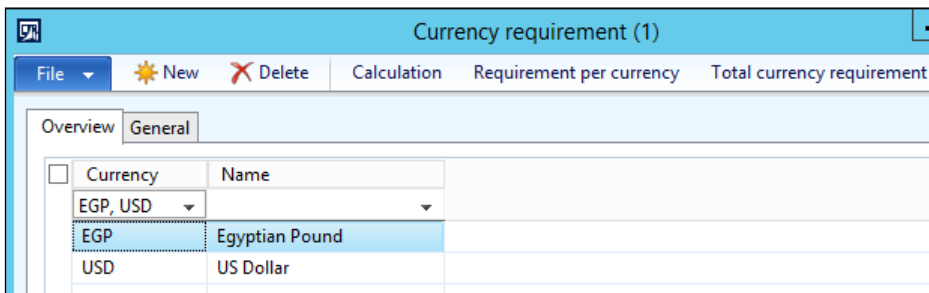 Currency requirement (1)
File New Delete Calculation Requirement per currency Total currency requirement
Overview General
Currency Name
EGP, USD
EGP Egyptian Pound
USD US Dollar